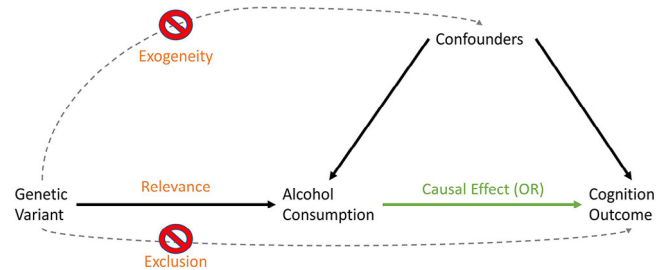 Exogeneity
Confounders
Genetic
Variant
Relevance
Alcohol
Consumption
Causal Effect (OR)
Cognition
Outcome
Exclusion